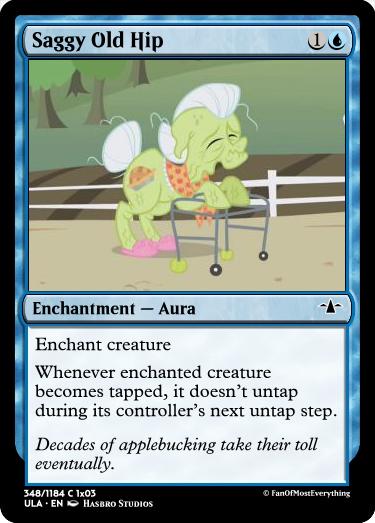 Saggy Old Hip 1
Enchantment — Aura
Enchant creature
Whenever enchanted creature
becomes tapped, it doesn't untap
during its controller's next untap step.
Decades of applebucking take their toll
eventually.
348/1184 C 1x03
ULA • EN Hasbro Studios
© FanOfMostEverything